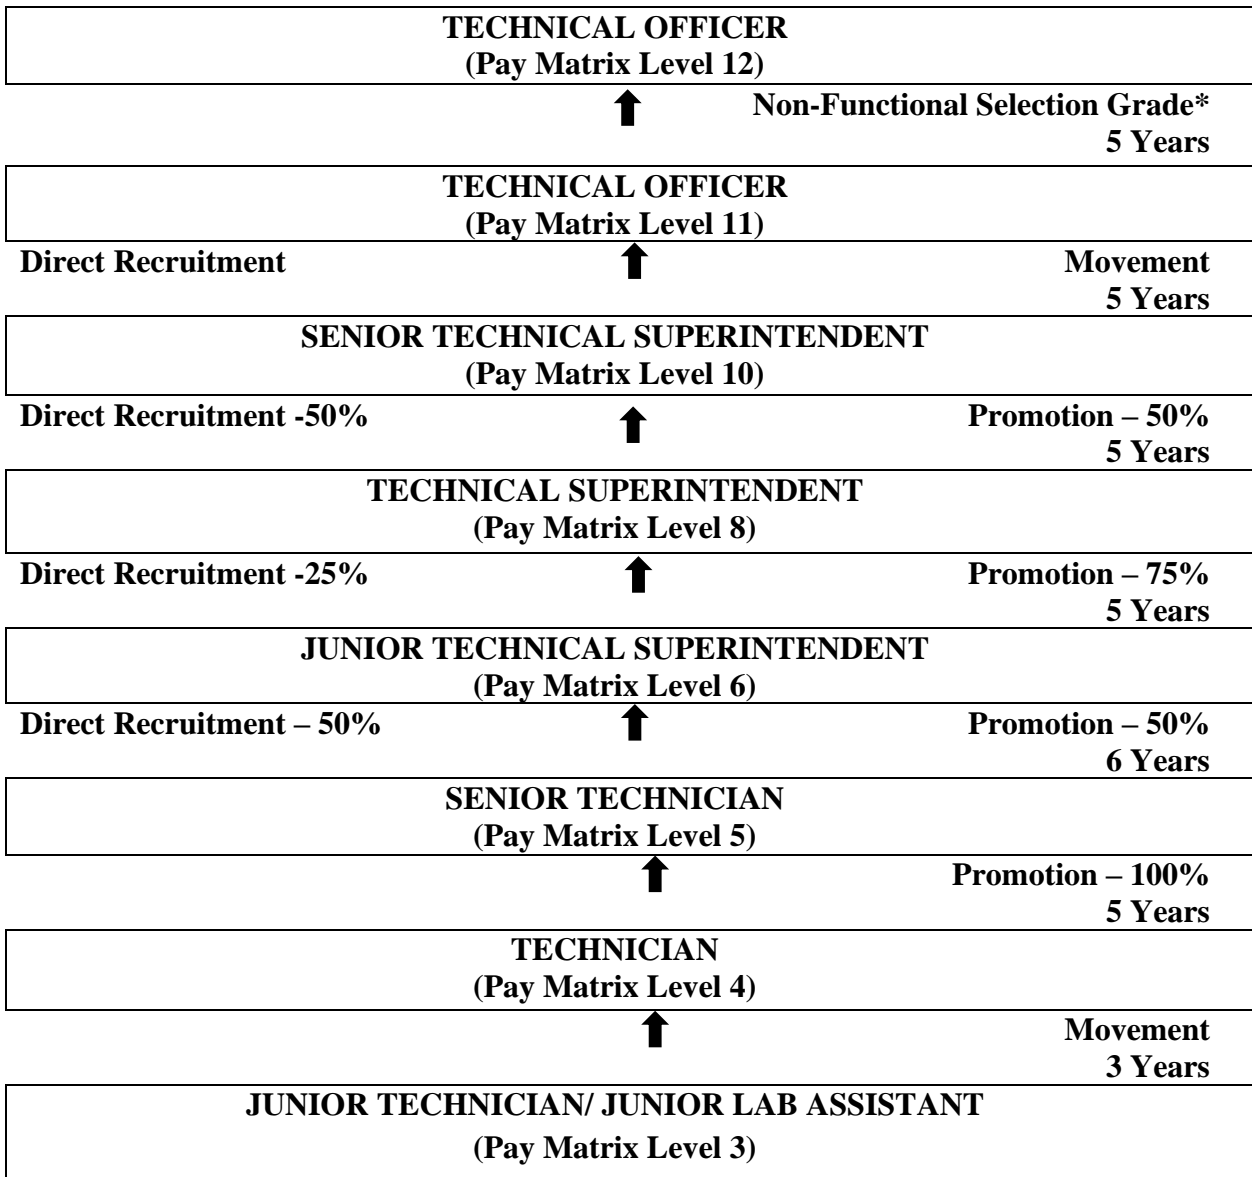 TECHNICAL OFFICER
(Pay Matrix Level 12)
Non-Functional Selection Grade*
5 Years
TECHNICAL OFFICER
(Pay Matrix Level 11)
Direct Recruitment Movement
5 Years
SENIOR TECHNICAL SUPERINTENDENT
(Pay Matrix Level 10)
Direct Recruitment -50% Promotion – 50%
5 Years
TECHNICAL SUPERINTENDENT
(Pay Matrix Level 8)
Direct Recruitment -25% Promotion – 75%
5 Years
JUNIOR TECHNICAL SUPERINTENDENT
(Pay Matrix Level 6)
Direct Recruitment – 50% Promotion – 50%
6 Years
SENIOR TECHNICIAN
(Pay Matrix Level 5)
Promotion – 100%
5 Years
TECHNICIAN
(Pay Matrix Level 4)
Movement
3 Years
JUNIOR TECHNICIAN/ JUNIOR LAB ASSISTANT
(Pay Matrix Level 3)